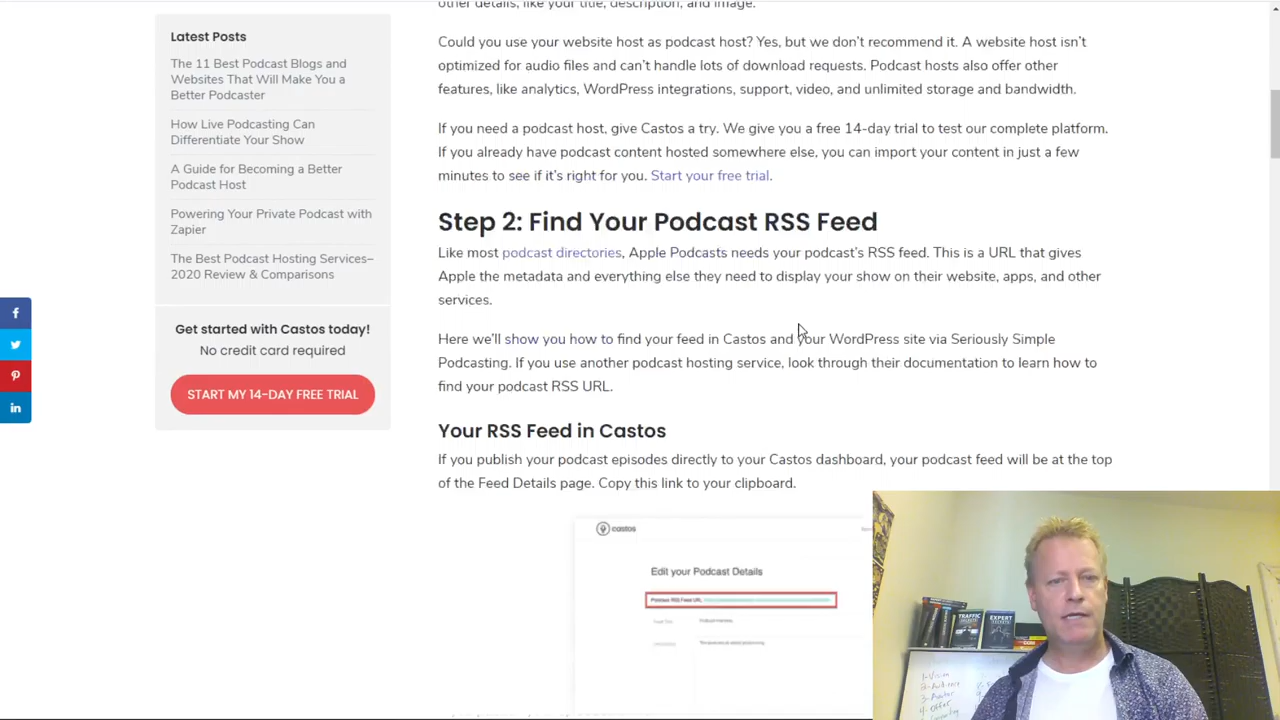 other details, like your title, description, and image.
Latest Posts
The 11 Best Podcast Blogs and
Websites That Will Make You a
Better Podcaster
How Live Podcasting Can
Differentiate Your Show
A Guide for Becoming a Better
Podcast Host
Powering Your Private Podcast with
Zapier
The Best Podcast Hosting Services–
2020 Review & Comparisons
Get started with Castos today!
No credit card required
START MY 14-DAY FREE TRIAL
Could you use your website host as podcast host? Yes, but we don't recommend it. A website host isn't
optimized for audio files and can't handle lots of download requests. Podcast hosts also offer other
features, like analytics, WordPress integrations, support, video, and unlimited storage and bandwidth.
If you need a podcast host, give Castos a try. We give you a free 14-day trial to test our complete platform.
If you already have podcast content hosted somewhere else, you can import your content in just a few
minutes to see if it's right for you. Start your free trial.
Step 2: Find Your Podcast RSS Feed
Like most podcast directories, Apple Podcasts needs your podcast's RSS feed. This is a URL that gives
Apple the metadata and everything else they need to display your show on their website, apps, and other
services.
Here we'll show you how to find your feed in Castos and your WordPress site via Seriously Simple
Podcasting. If you use another podcast hosting service, look through their documentation to learn how to
find your podcast RSS URL.
Your RSS Feed in Castos
If you publish your podcast episodes directly to your Castos dashboard, your podcast feed will be at the top
of the Feed Details page. Copy this link to your clipboard.
castos
Edit your Podcast Details
Podcast RSS Feed URL
TRAFFIC
SECRETS
EXPERT
SECRETS
1-Vision